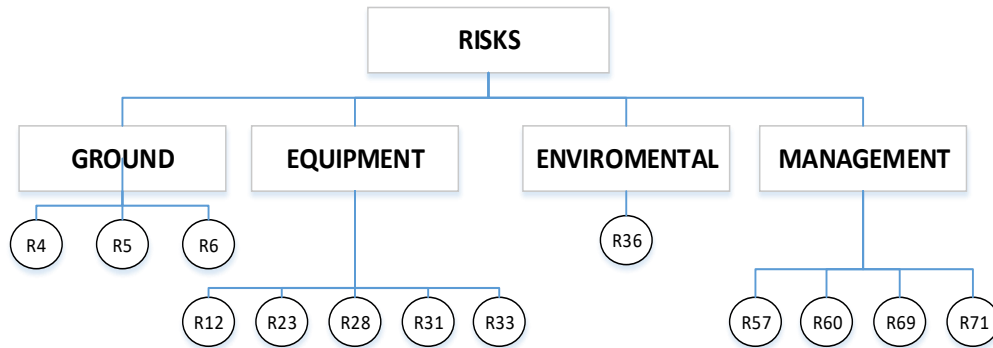 RISKS
GROUND
EQUIPMENT
ENVIROMENTAL
MANAGEMENT
R4
R5
R6
R36
R12
R23
R28
R31
R33
R57
R60
R69
R71